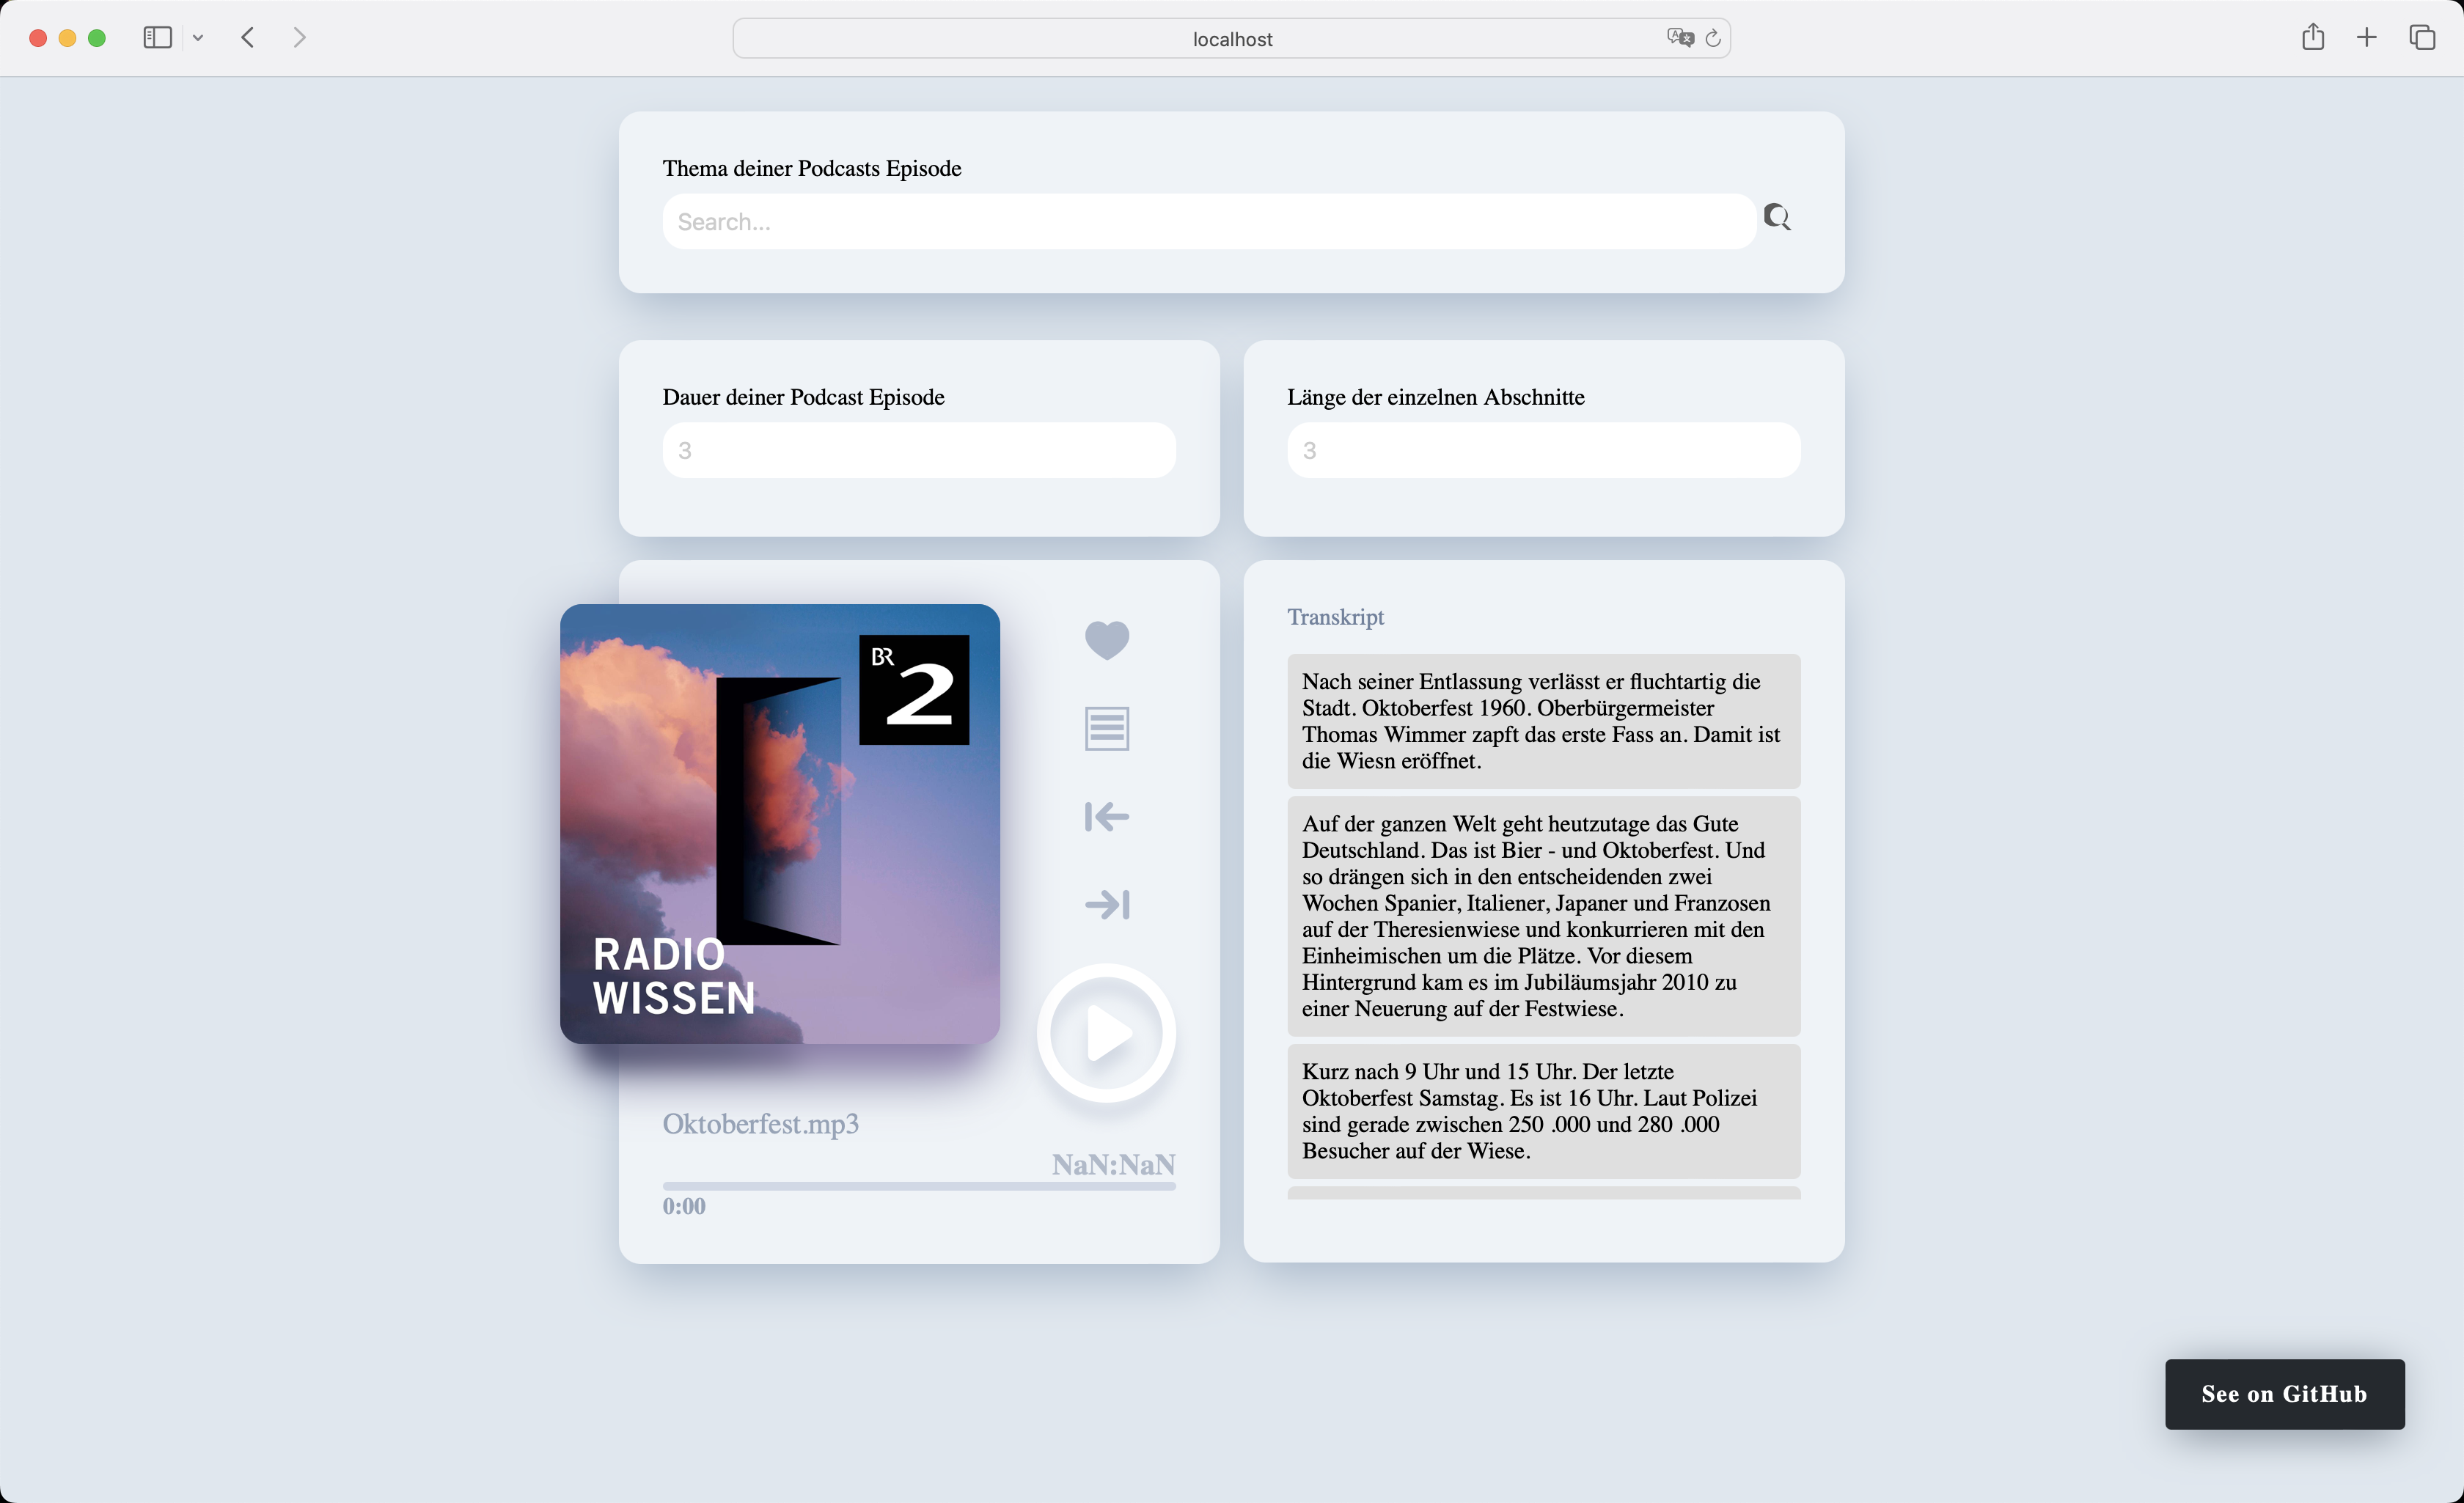 localhost
Thema deiner Podcasts Episode
Search...
Dauer deiner Podcast Episode
3
Länge der einzelnen Abschnitte
3
BR
2
RADIO
WISSEN
Oktoberfest.mp3
NaN:NaN
0:00
Transkript
Nach seiner Entlassung verlässt er fluchtartig die
Stadt. Oktoberfest 1960. Oberbürgermeister
Thomas Wimmer zapft das erste Fass an. Damit ist
die Wiesn eröffnet.
Auf der ganzen Welt geht heutzutage das Gute
Deutschland. Das ist Bier - und Oktoberfest. Und
so drängen sich in den entscheidenden zwei
Wochen Spanier, Italiener, Japaner und Franzosen
auf der Theresienwiese und konkurrieren mit den
Einheimischen um die Plätze. Vor diesem
Hintergrund kam es im Jubiläumsjahr 2010 zu
einer Neuerung auf der Festwiese.
Kurz nach 9 Uhr und 15 Uhr. Der letzte
Oktoberfest Samstag. Es ist 16 Uhr. Laut Polizei
sind gerade zwischen 250 .000 und 280 .000
Besucher auf der Wiese.
See on GitHub